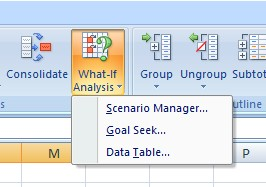 Consolidate
What-If
Analysis
Group
Ungroup
Subtot
s
utline
Scenario Manager...
Goal Seek...
Data Table...
M
P